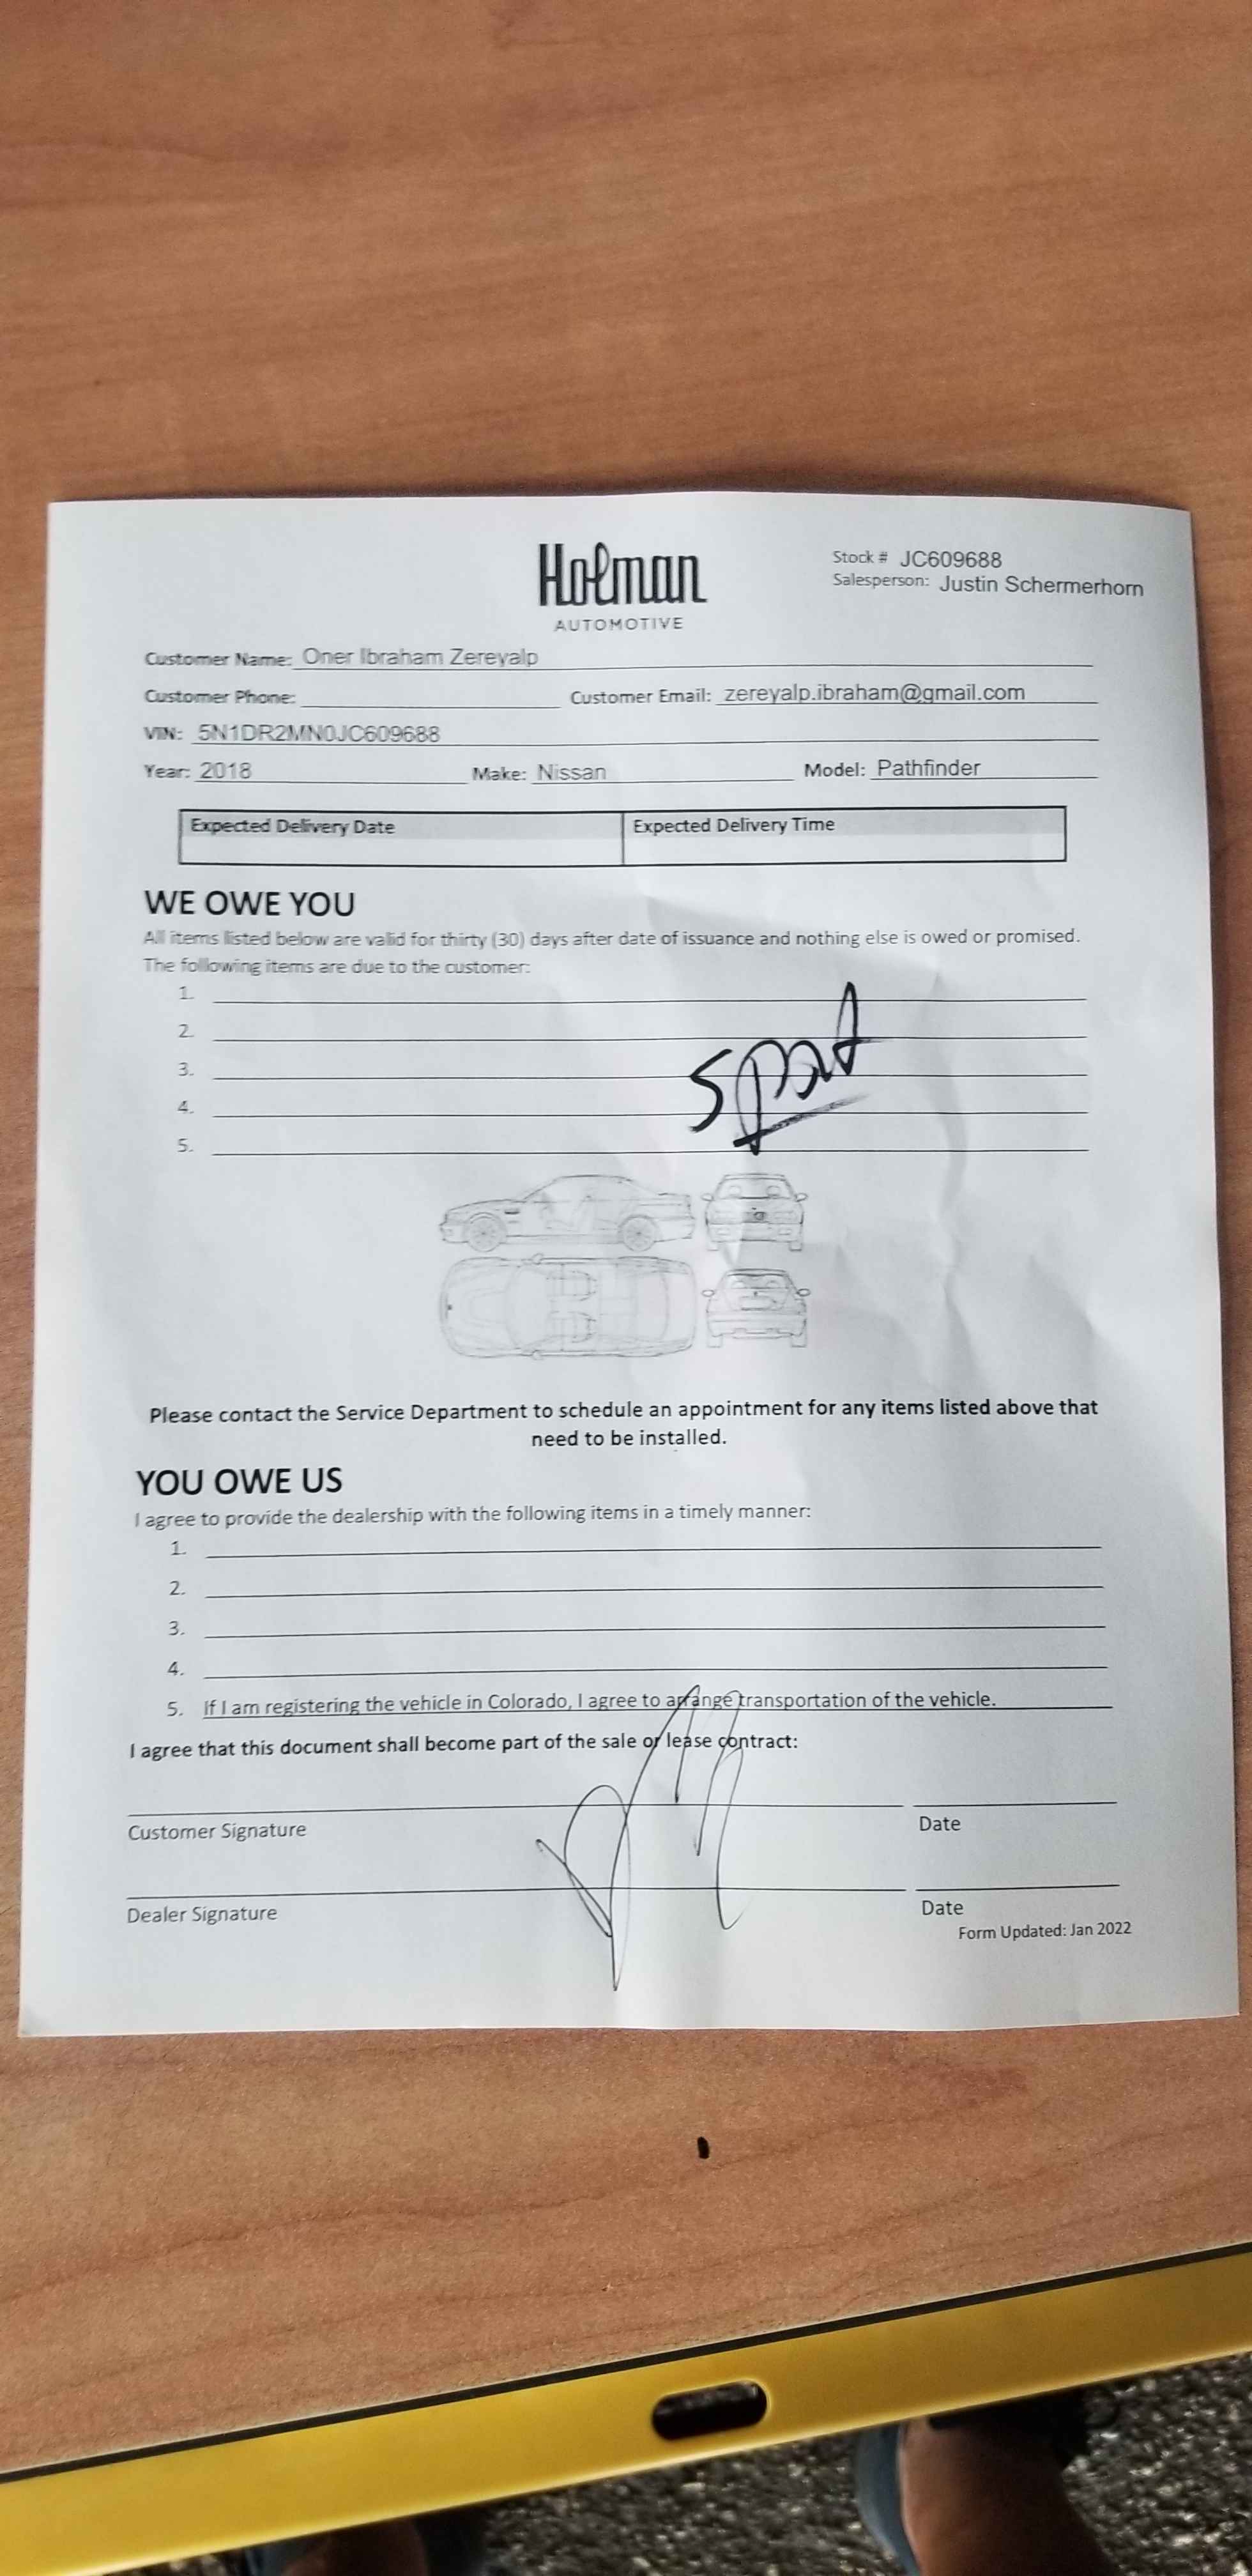 Holman
AUTOMOTIVE
Stock # JC609688
Salesperson: Justin Schermerhorn
Customer Name: Oner Ibraham Zereyalp
Customer Phone: Customer Email: zereyalp.ibraham@gmail.com
VIN: 5N1DR2MN0JC609688
Year: 2018 Make: Nissan Model: Pathfinder
Expected Delivery Date Expected Delivery Time
WE OWE YOU
All items listed below are valid for thirty (30) days after date of issuance and nothing else is owed or promised.
The following items are due to the customer:
1.
2.
3.
4.
5.
Please contact the Service Department to schedule an appointment for any items listed above that
need to be installed.
YOU OWE US
I agree to provide the dealership with the following items in a timely manner:
1.
2.
3.
4.
5. If I am registering the vehicle in Colorado, I agree to arrange transportation of the vehicle.
I agree that this document shall become part of the sale or lease contract:
Customer Signature Date
Dealer Signature Date
Form Updated: Jan 2022